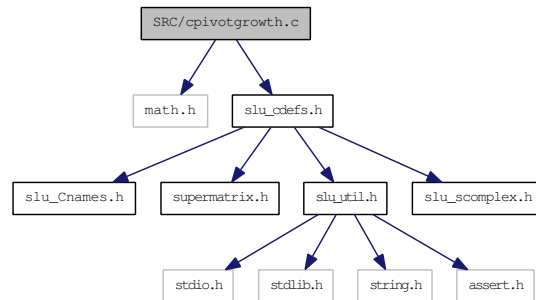 SRC/cpivotgrowth.c
math.h
slu_cdefs.h
slu_Cnames.h
supermatrix.h
slu_util.h
slu_scomplex.h
stdio.h
stdlib.h
string.h
assert.h